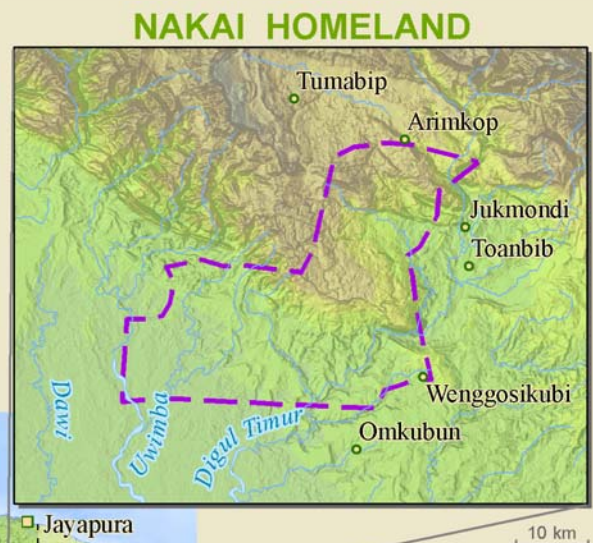 NAKAI HOMELAND
Tumabip
Arimkop
Jukmondi
Toanbib
Wenggosikubi
Dawi
Uwimba
Digul Timur
Omkubun
Jayapura
10 km